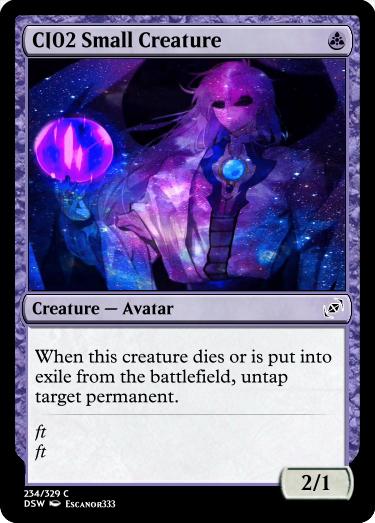 C[02 Small Creature
Creature — Avatar
When this creature dies or is put into
exile from the battlefield, untap
target permanent.
ft
ft
2/1
234/329 C
DSW Escanor333